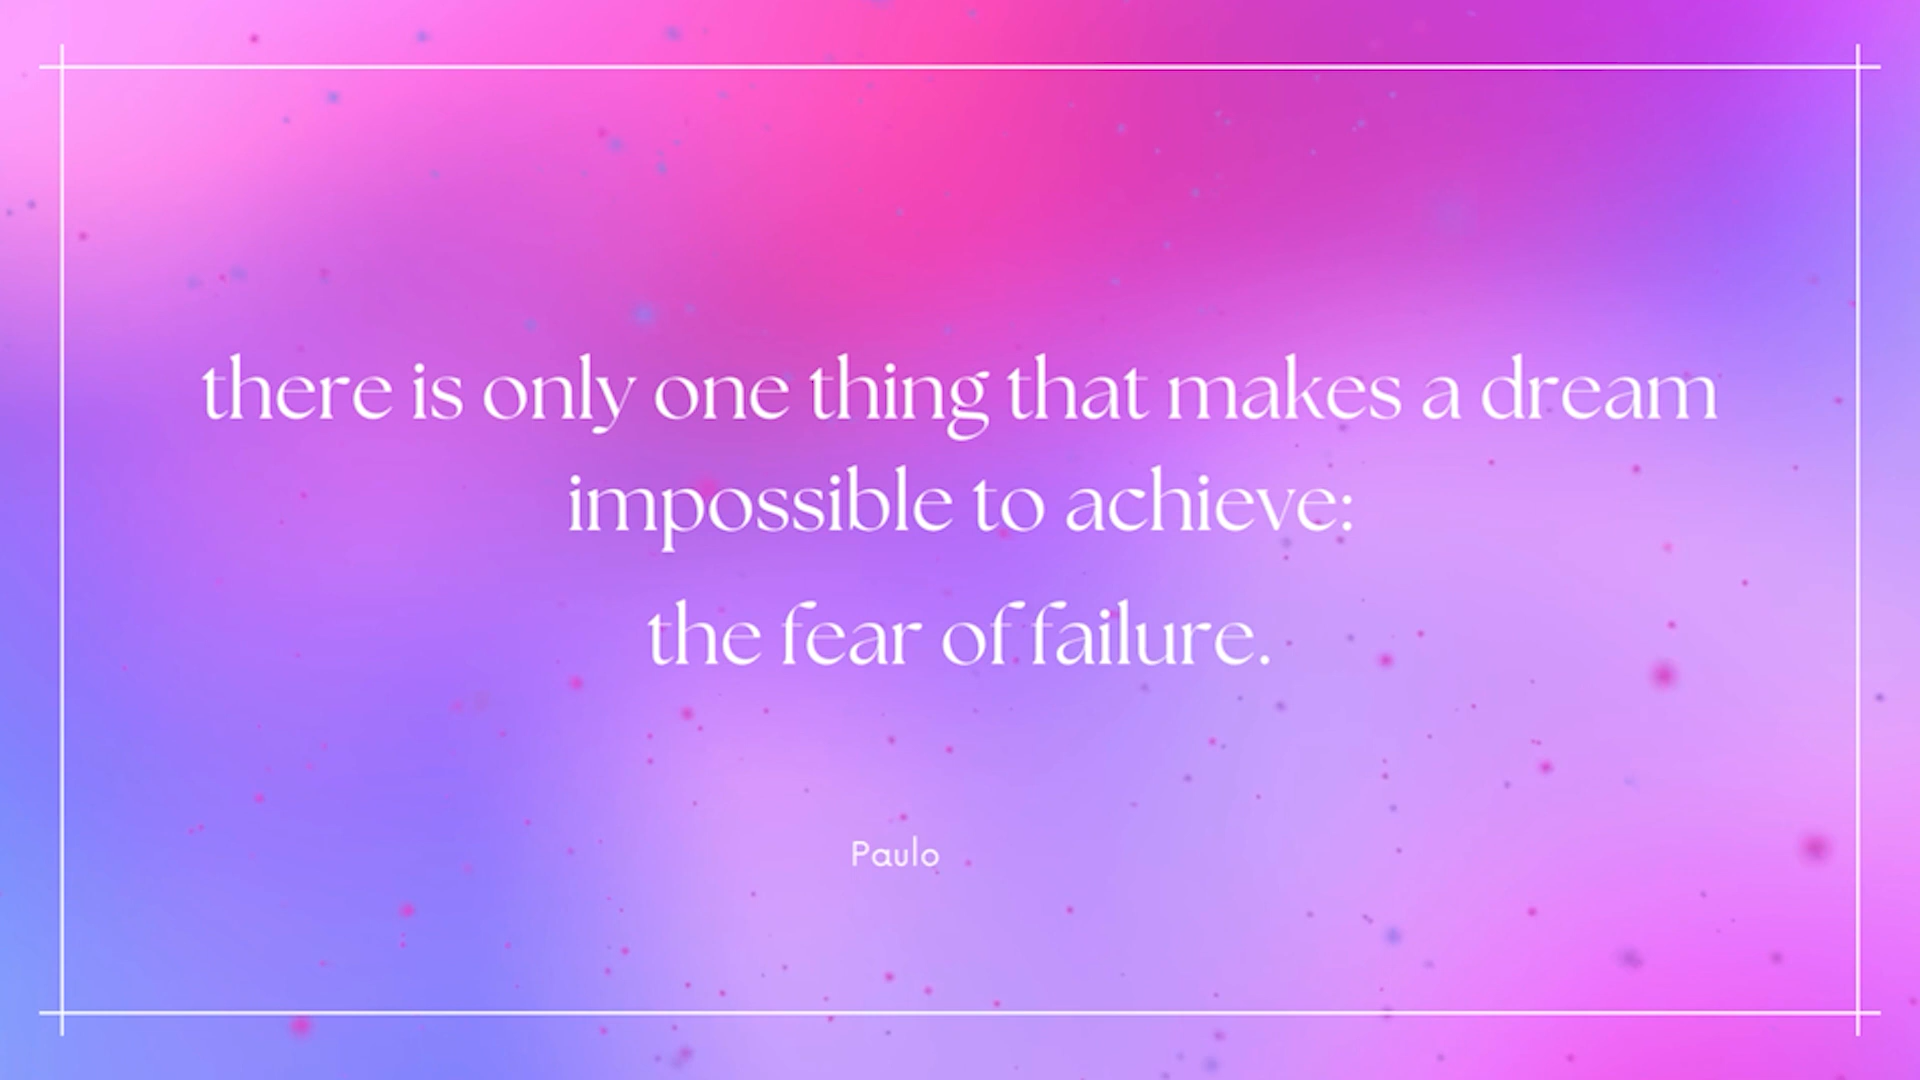 there is only one thing that makes a dream
impossible to achieve:
the fear of failure.
Paulo